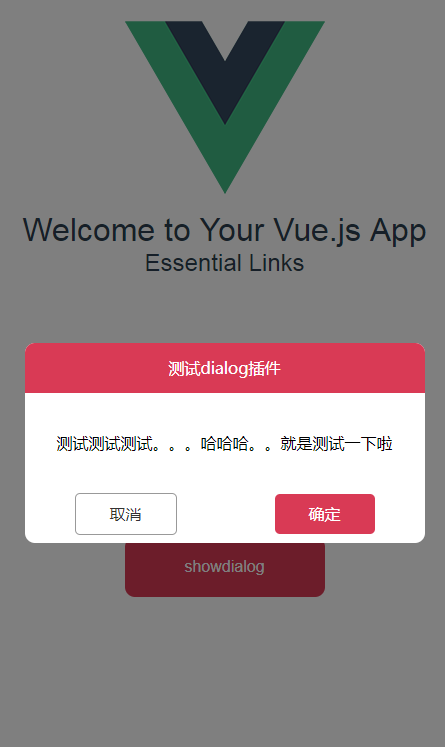 Welcome to Your Vue.js App
Essential Links
测试dialog插件
测试测试测试。。。哈哈哈。。就是测试一下啦
取消
确定
showdialog